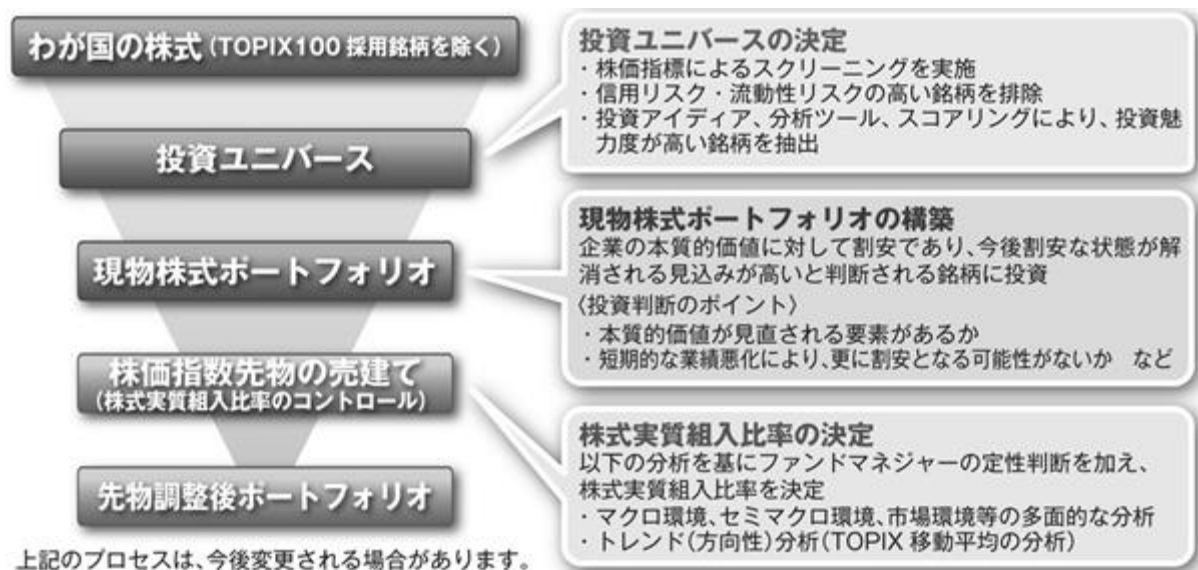 わが国の株式(TOPIX100採用銘柄を除く)
投資ユニバース
現物株式ポートフォリオ
株価指数先物の売建て
(株式実質組入比率のコントロール)
先物調整後ポートフォリオ
上記のプロセスは、今後変更される場合があります。
投資ユニバースの決定
・株価指標によるスクリーニングを実施
・信用リスク・流動性リスクの高い銘柄を排除
・投資アイディア、分析ツール、スコアリングにより、投資魅
力度が高い銘柄を抽出
現物株式ポートフォリオの構築
企業の本質的価値に対して割安であり、今後割安な状態が解
消される見込みが高いと判断される銘柄に投資
〈投資判断のポイント〉
・本質的価値が見直される要素があるか
・短期的な業績悪化により、更に割安となる可能性がないか　など
株式実質組入比率の決定
以下の分析を基にファンドマネジャーの定性判断を加え、
株式実質組入比率を決定
・マクロ環境、セミマクロ環境、市場環境等の多面的な分析
・トレンド(方向性)分析(TOPIX移動平均の分析)